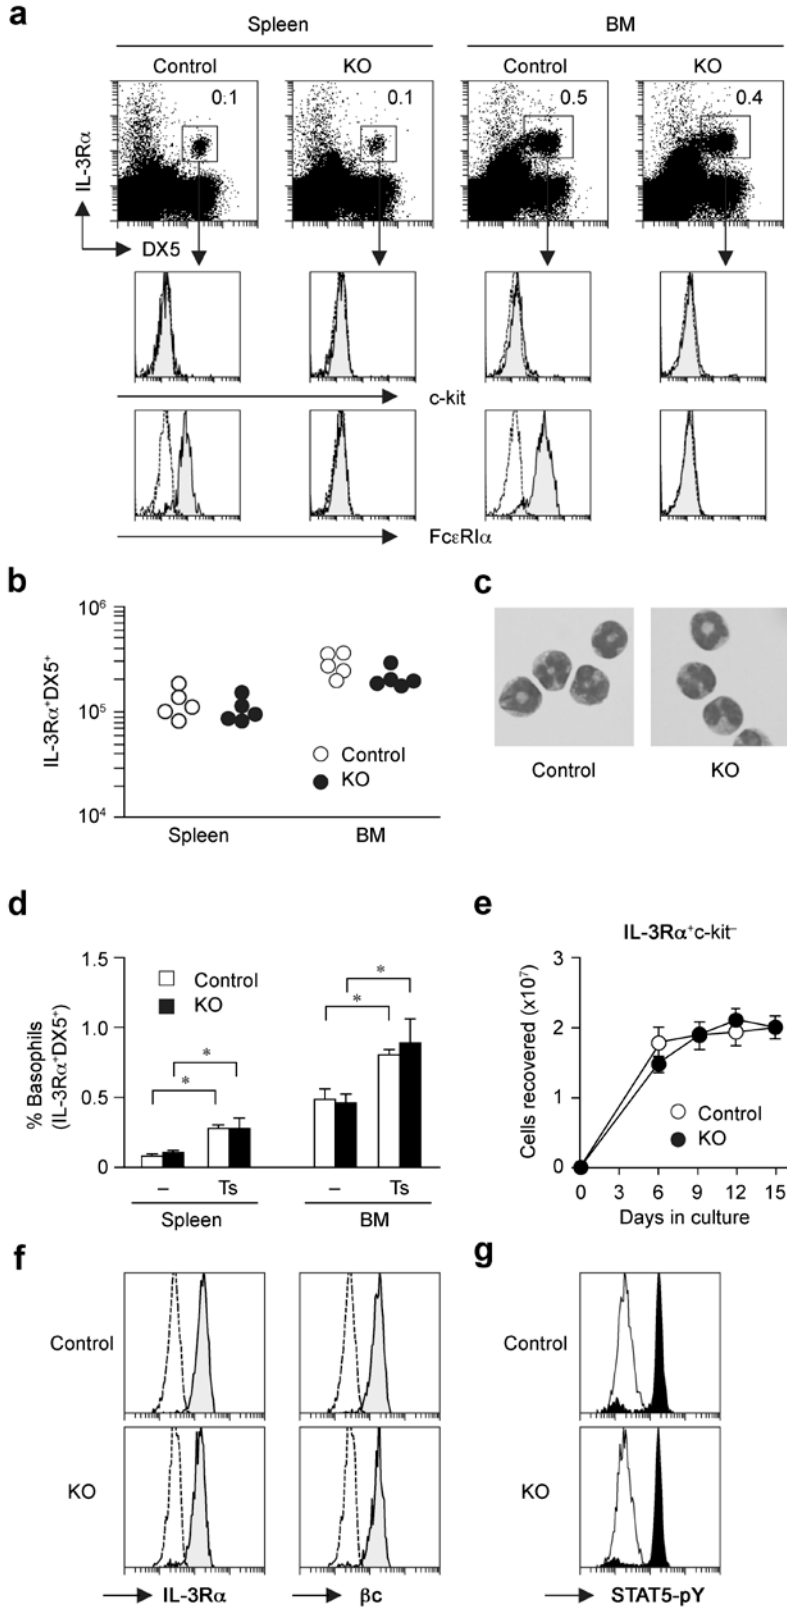 a
Spleen BM
Control KO Control KO
0.1 0.1 0.5 0.4
IL-3Rα
DX5
c-kit
FcεRIα
b
10⁶
10⁵
10⁴
IL-3Rα⁺DX5⁺
Control
KO
Spleen BM
c
Control KO
d
1.5
1.0
0.5
0
% Basophils
(IL-3Rα⁺DX5⁺)
Control
KO
* * * *
– Ts – Ts
Spleen BM
e
IL-3Rα⁺c-kit⁻
3
2
1
0
Cells recovered (x10⁷)
Control
KO
0 3 6 9 12 15
Days in culture
f
Control
KO
IL-3Rα βc
g
Control
KO
STAT5-pY